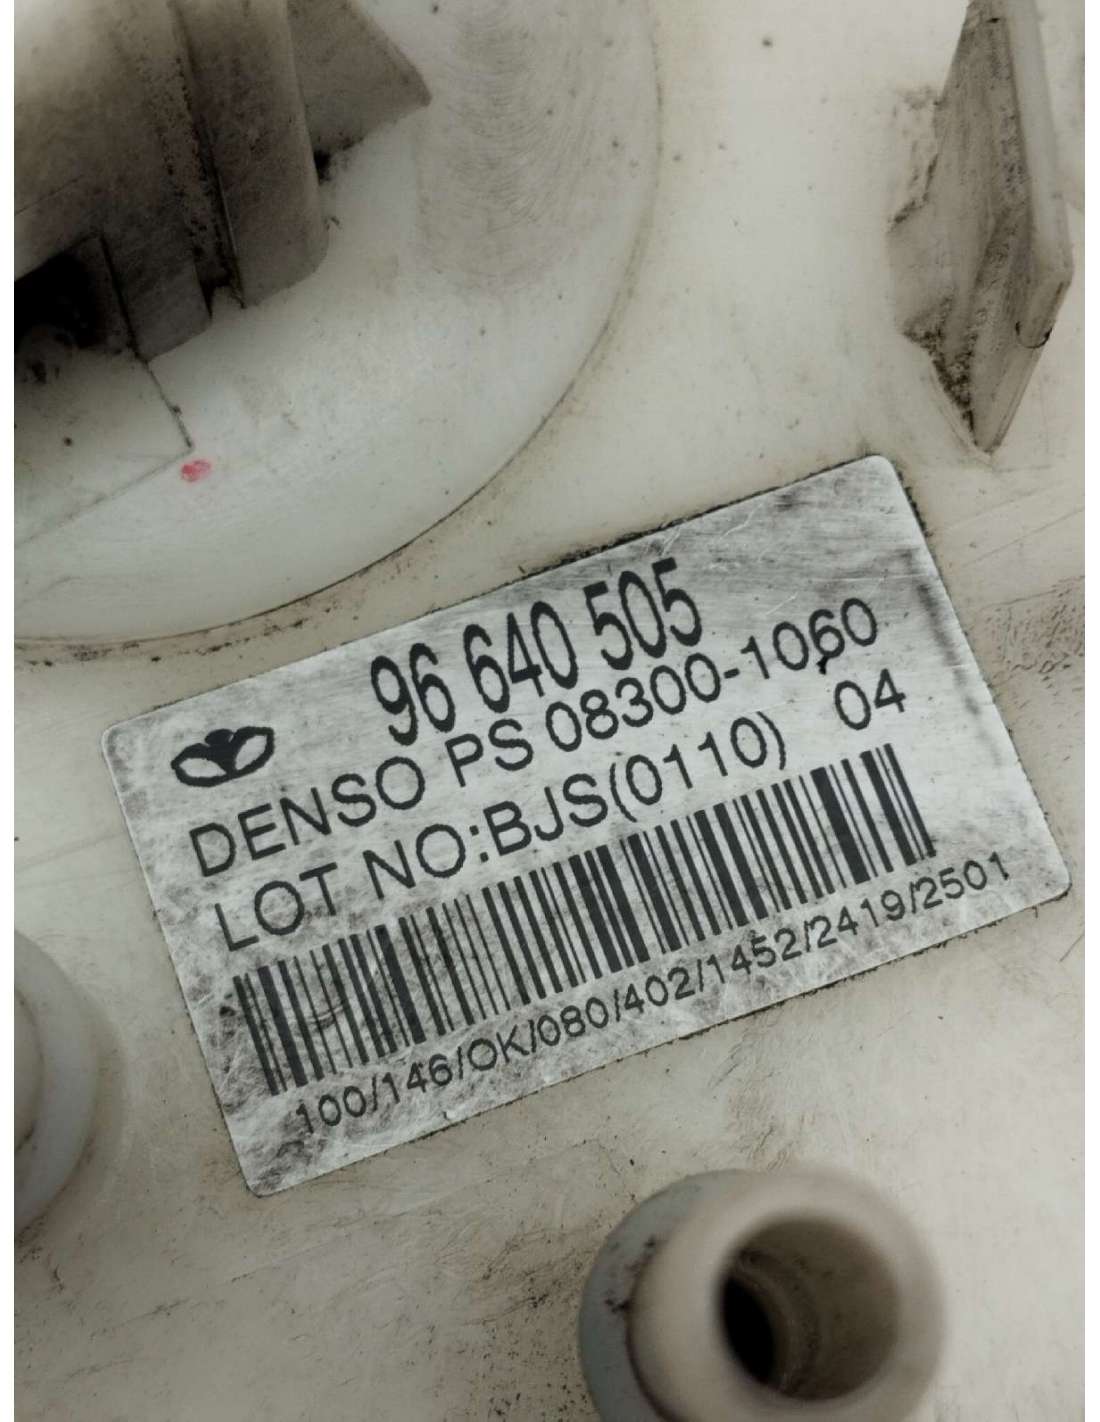 96 640 505
DENSO PS 08300-1060
LOT NO:BJS(0110) 04
100/146/OK/080/402/1452/2419/2501